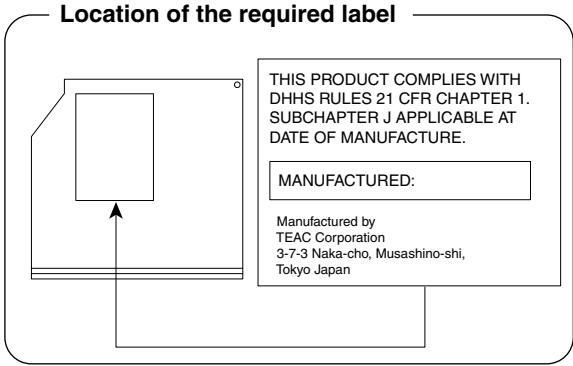 Location of the required label
THIS PRODUCT COMPLIES WITH
DHHS RULES 21 CFR CHAPTER 1.
SUBCHAPTER J APPLICABLE AT
DATE OF MANUFACTURE.
MANUFACTURED:
Manufactured by
TEAC Corporation
3-7-3 Naka-cho, Musashino-shi,
Tokyo Japan